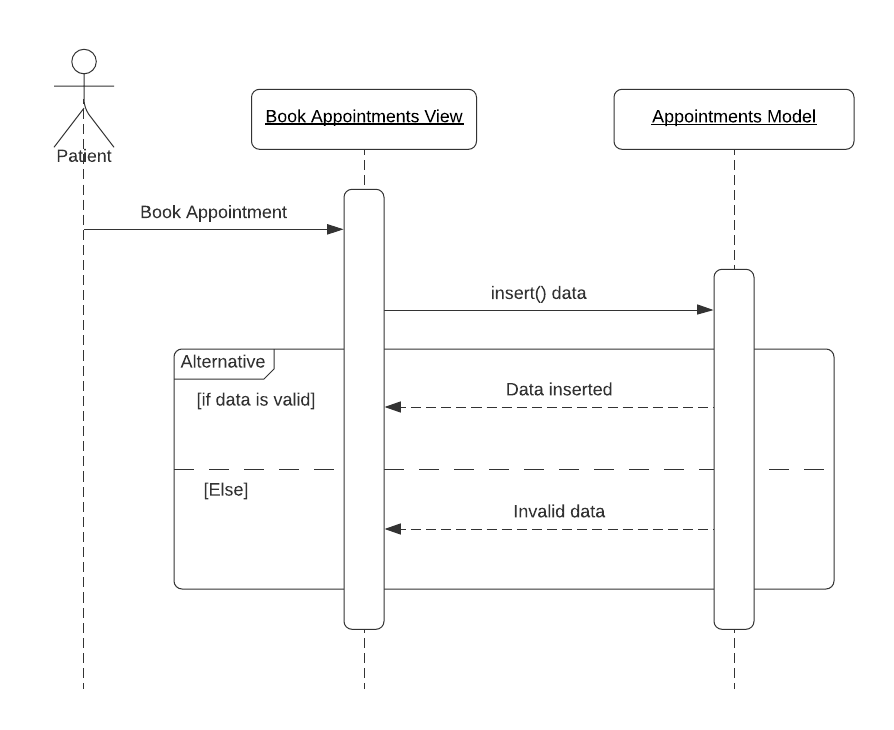 Patient
Book Appointments View
Appointments Model
Book Appointment
insert() data
Alternative
[if data is valid]
Data inserted
[Else]
Invalid data